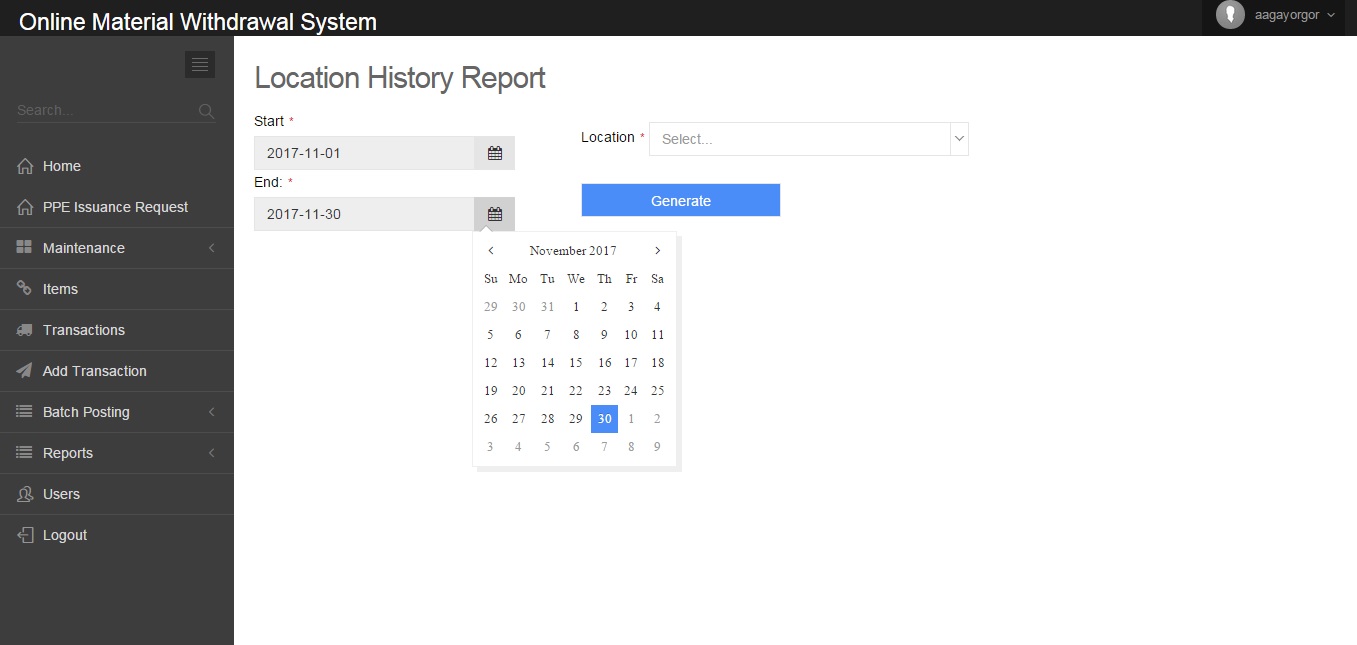 Online Material Withdrawal System
aagayorgor
Search...
Home
PPE Issuance Request
Maintenance
Items
Transactions
Add Transaction
Batch Posting
Reports
Users
Logout
Location History Report
Start *
2017-11-01
End: *
2017-11-30
Location *
Select...
Generate
November 2017
Su Mo Tu We Th Fr Sa
29 30 31 1 2 3 4
5 6 7 8 9 10 11
12 13 14 15 16 17 18
19 20 21 22 23 24 25
26 27 28 29 30 1 2
3 4 5 6 7 8 9